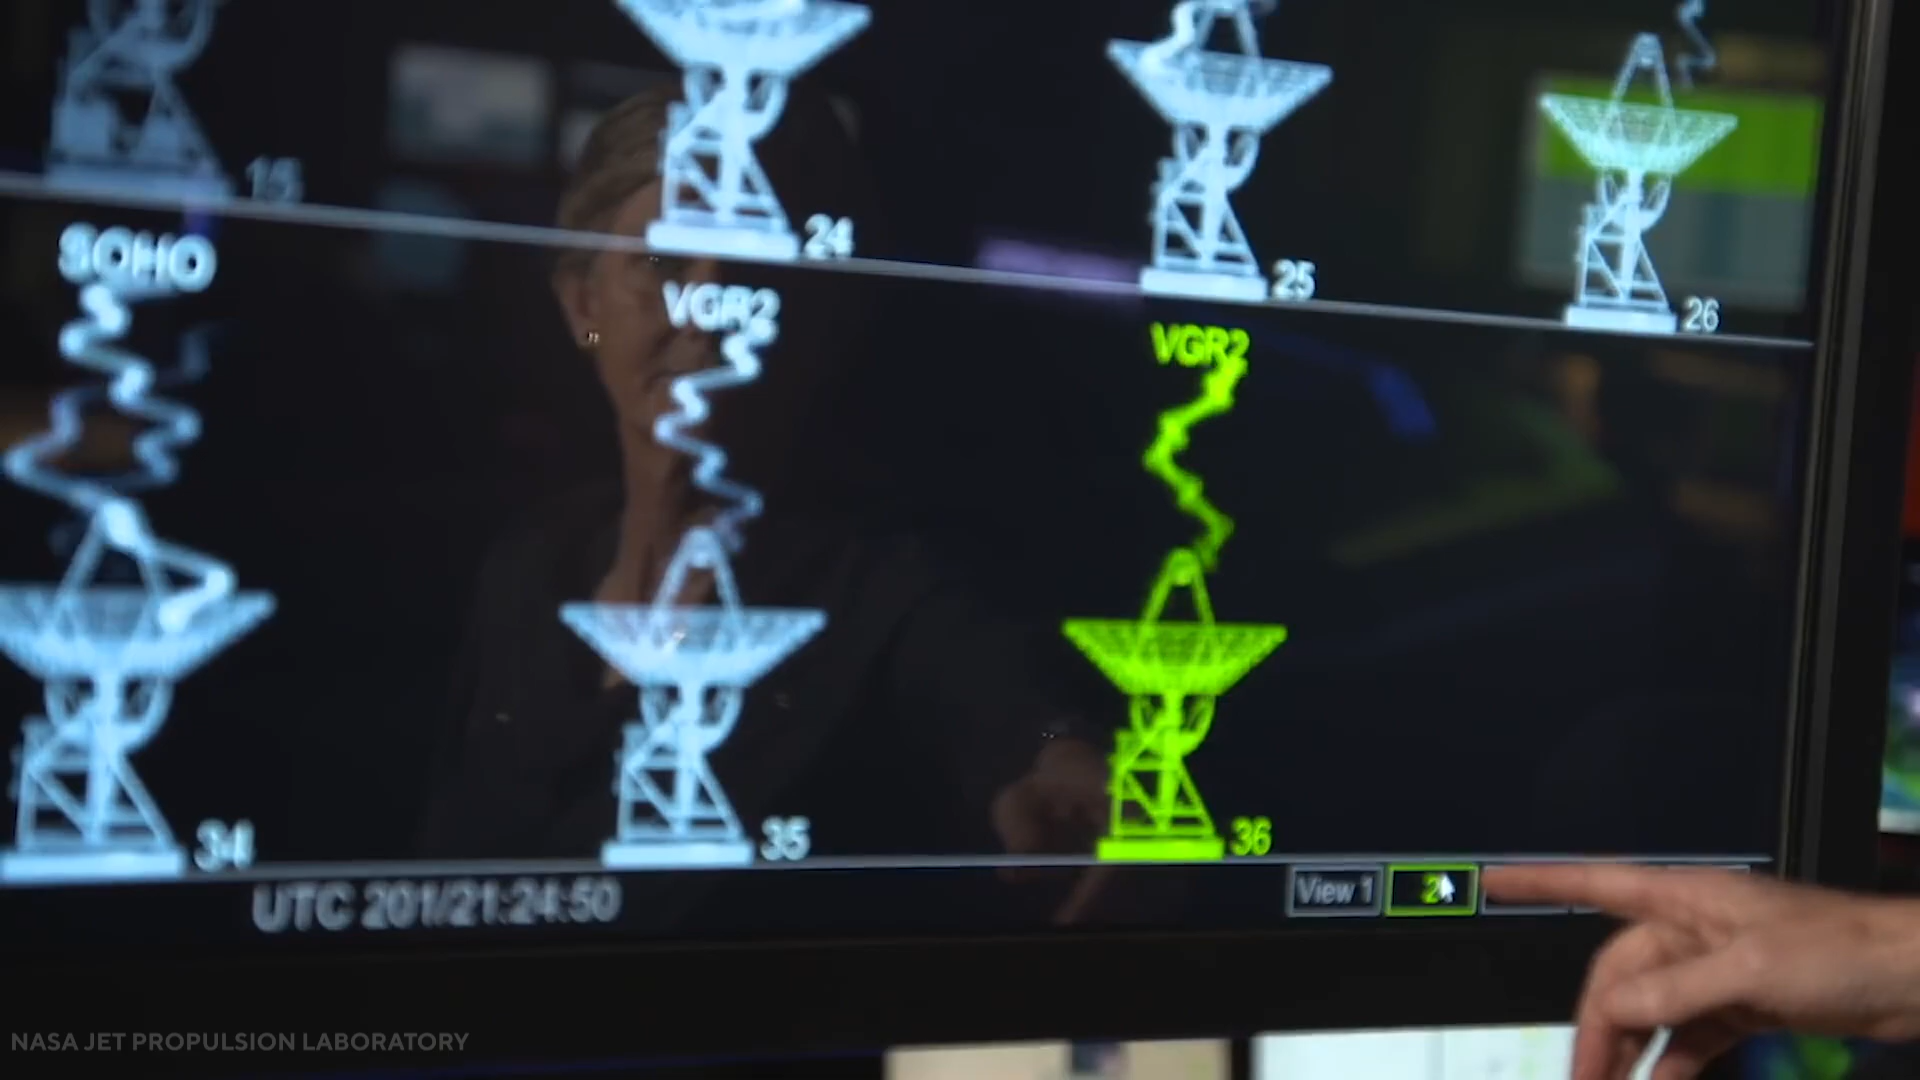 15
24
25
26
SOHO
VGR2
VGR2
34
35
36
UTC 201/21:24:50
View 1
2
NASA JET PROPULSION LABORATORY